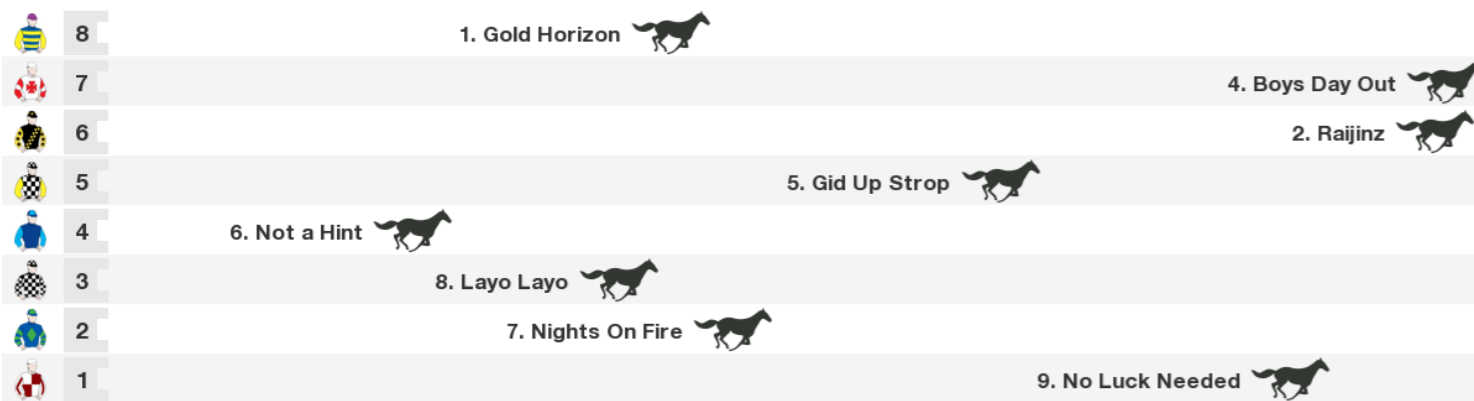 8 1. Gold Horizon
7 4. Boys Day Out
6 2. Raijinz
5 5. Gid Up Strop
4 6. Not a Hint
3 8. Layo Layo
2 7. Nights On Fire
1 9. No Luck Needed